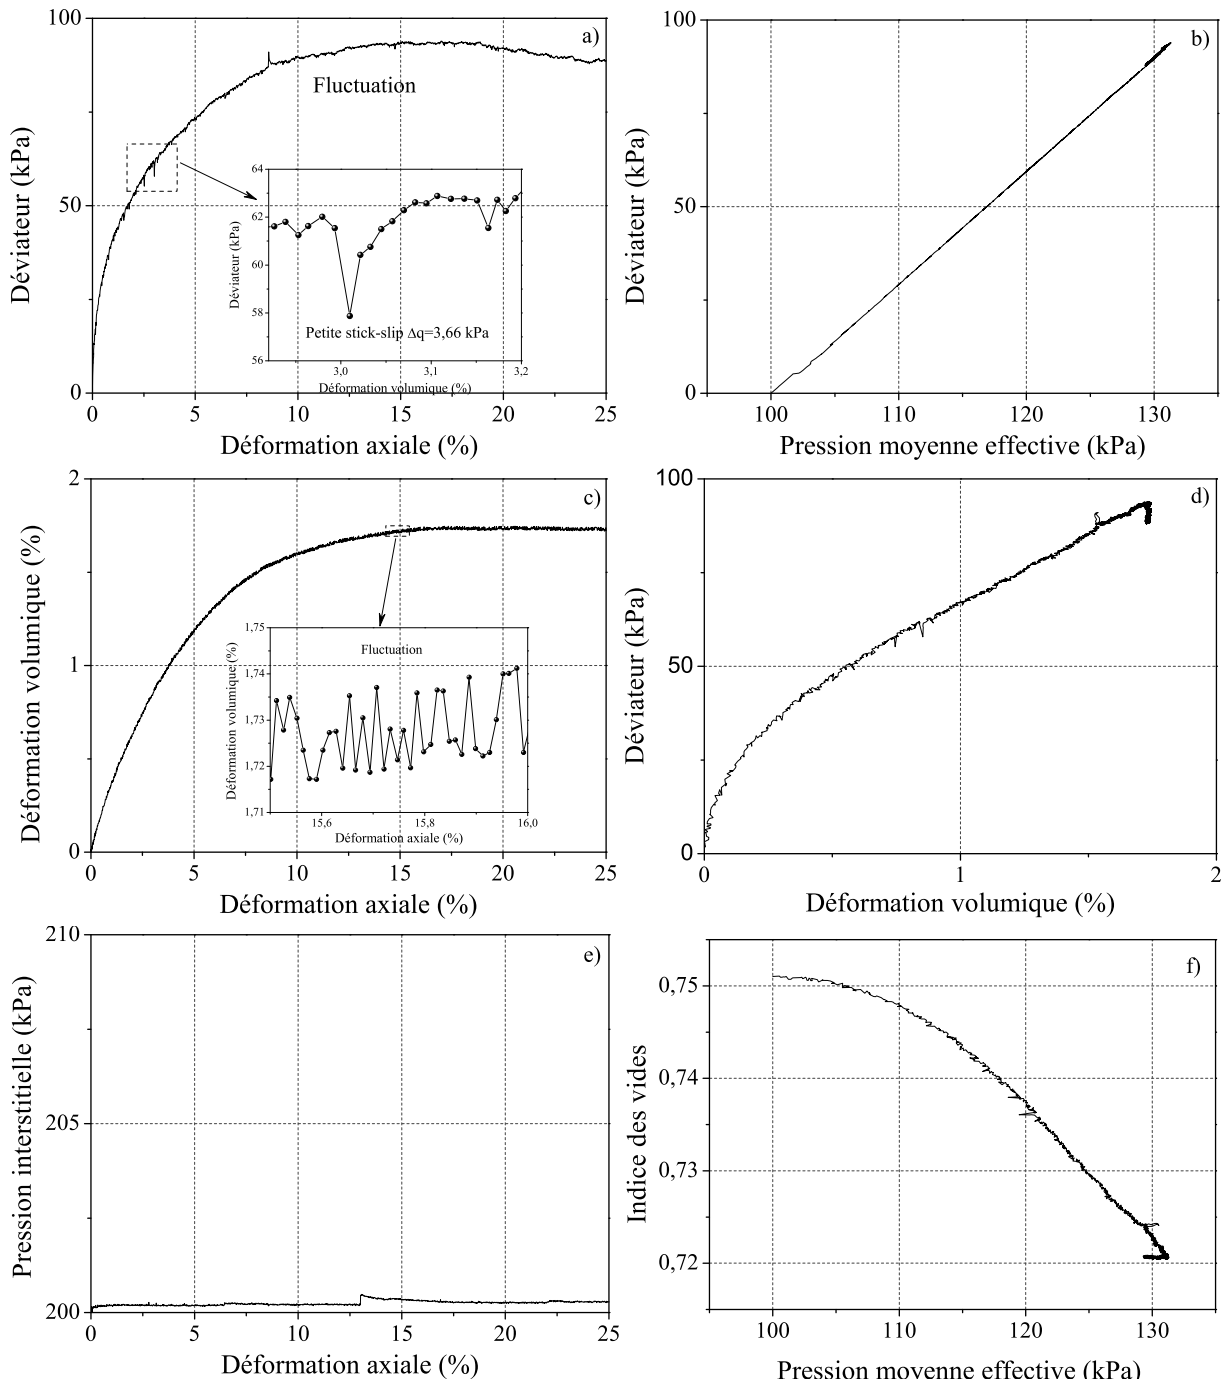 a)
100
50
0
0
5
10
15
20
25
Déviateur (kPa)
Déformation axiale (%)
Fluctuation
64
62
60
58
56
3,0
3,1
3,2
Déviateur (kPa)
Petite stick-slip Δq=3,66 kPa
Déformation volumique (%)
b)
100
50
0
100
110
120
130
Déviateur (kPa)
Pression moyenne effective (kPa)
c)
2
1
0
0
5
10
15
20
25
Déformation volumique (%)
Déformation axiale (%)
1,75
1,74
1,73
1,72
1,71
15,6
15,8
16,0
Fluctuation
Déformation volumique (%)
Déformation axiale (%)
d)
100
50
0
0
1
2
Déviateur (kPa)
Déformation volumique (%)
e)
210
205
200
0
5
10
15
20
25
Pression interstitielle (kPa)
Déformation axiale (%)
f)
0,75
0,74
0,73
0,72
100
110
120
130
Indice des vides
Pression moyenne effective (kPa)